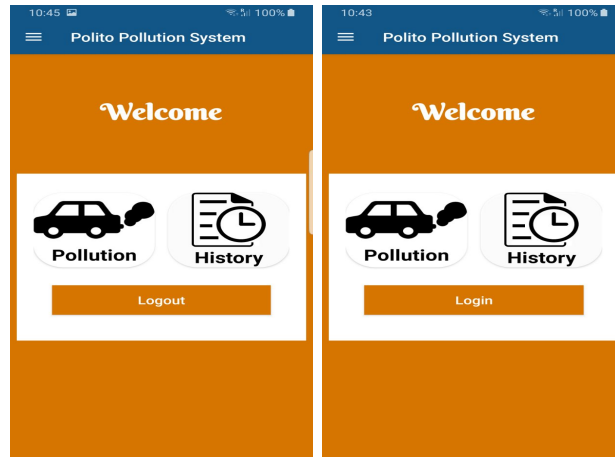 10:45 100%
Polito Pollution System
Welcome
Pollution History
Logout
10:43 100%
Polito Pollution System
Welcome
Pollution History
Login